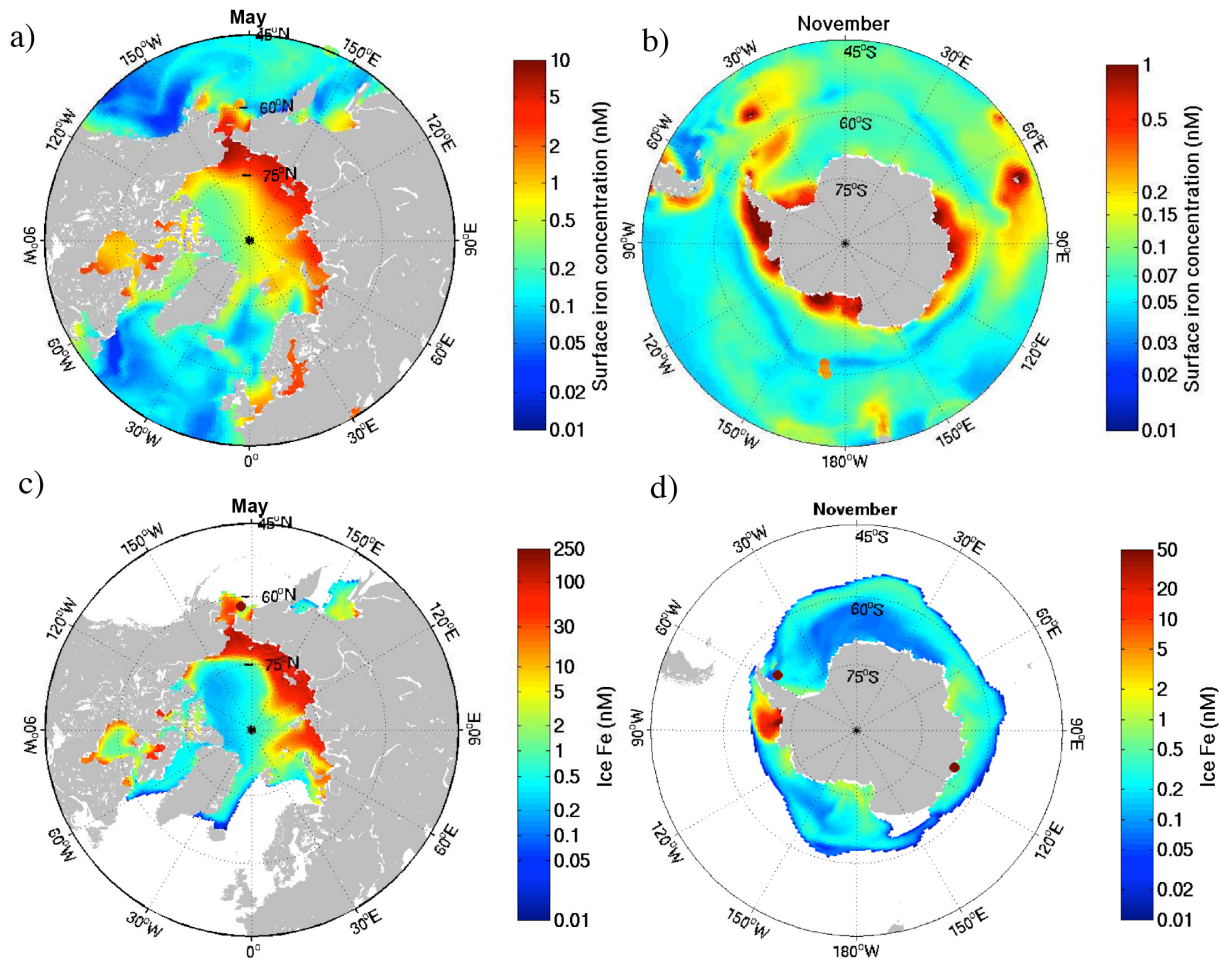 a)
May
45°N
60°N
75°N
150°W
150°E
120°W
120°E
90°W
90°E
60°W
60°E
30°W
30°E
0°
10
5
2
1
0.5
0.2
0.1
0.05
0.02
0.01
Surface iron concentration (nM)
b)
November
45°S
60°S
75°S
30°W
30°E
60°W
60°E
90°W
90°E
120°W
120°E
150°W
150°E
180°W
1
0.5
0.2
0.15
0.1
0.07
0.05
0.03
0.02
0.01
Surface iron concentration (nM)
c)
May
45°N
60°N
75°N
150°W
150°E
120°W
120°E
90°W
90°E
60°W
60°E
30°W
30°E
0°
250
100
30
10
5
2
1
0.5
0.1
0.05
0.01
Ice Fe (nM)
d)
November
45°S
60°S
75°S
30°W
30°E
60°W
60°E
90°W
90°E
120°W
120°E
150°W
150°E
180°W
50
20
10
5
2
1
0.5
0.2
0.1
0.05
0.02
0.01
Ice Fe (nM)